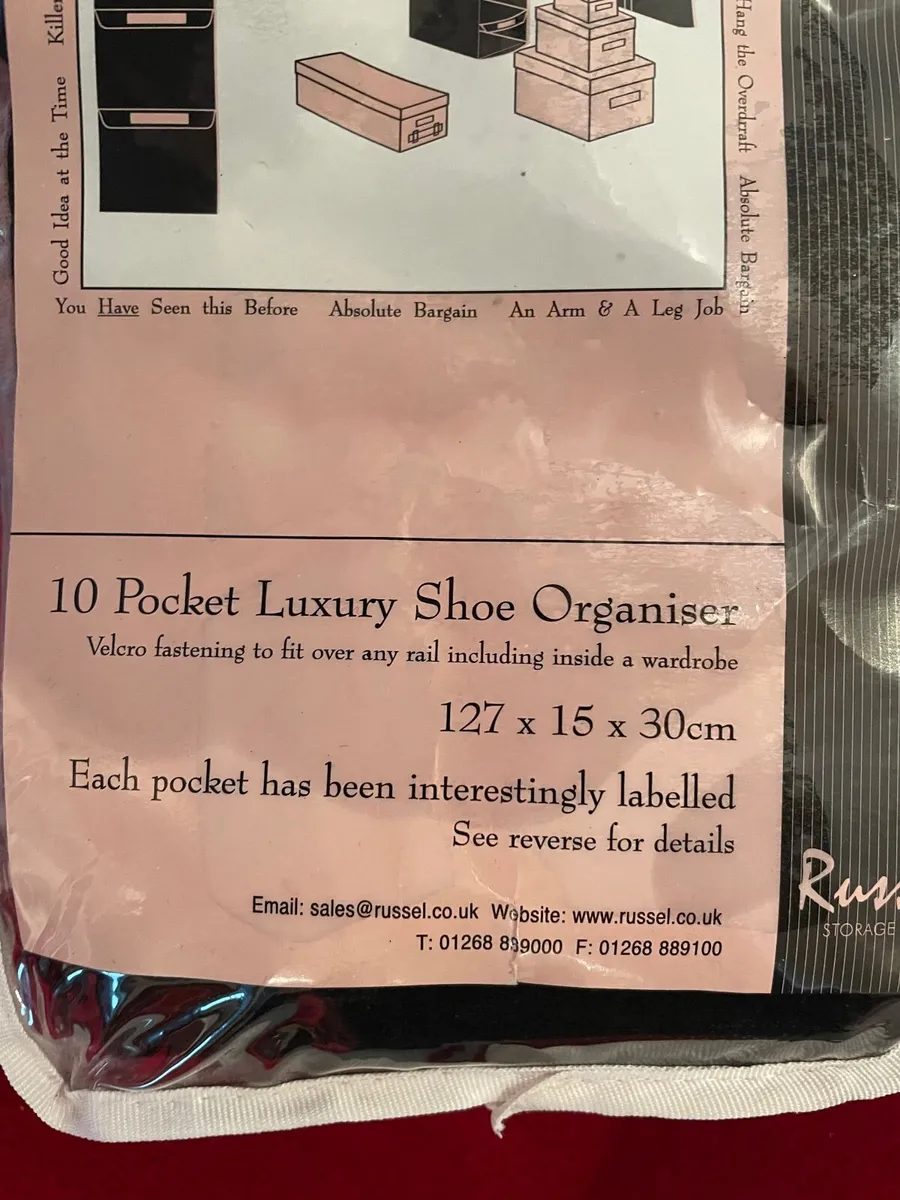 Good Idea at the Time Killer
Hang the Overdrraft Absolute Bargain
You Have Seen this Before Absolute Bargain An Arm & A Leg Job
10 Pocket Luxury Shoe Organiser
Velcro fastening to fit over any rail including inside a wardrobe
127 x 15 x 30cm
Each pocket has been interestingly labelled
See reverse for details
Email: sales@russel.co.uk Website: www.russel.co.uk
T: 01268 889000 F: 01268 889100
STORAGE